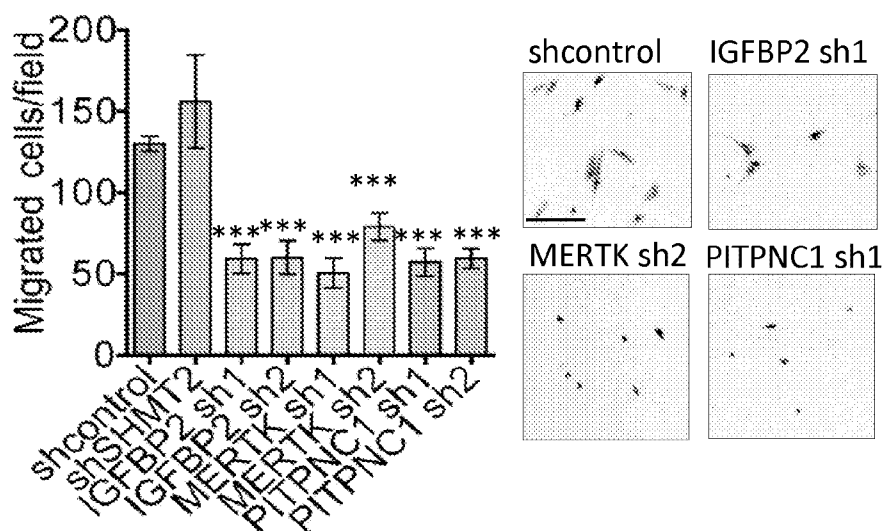 Migrated cells/field
200
150
100
50
0
***
***
***
***
***
***
shcontrol
shSHMT2
IGFBP2 sh1
IGFBP2 sh2
MERTK sh1
MERTK sh2
PITPNC1 sh1
PITPNC1 sh2
shcontrol
IGFBP2 sh1
MERTK sh2
PITPNC1 sh1